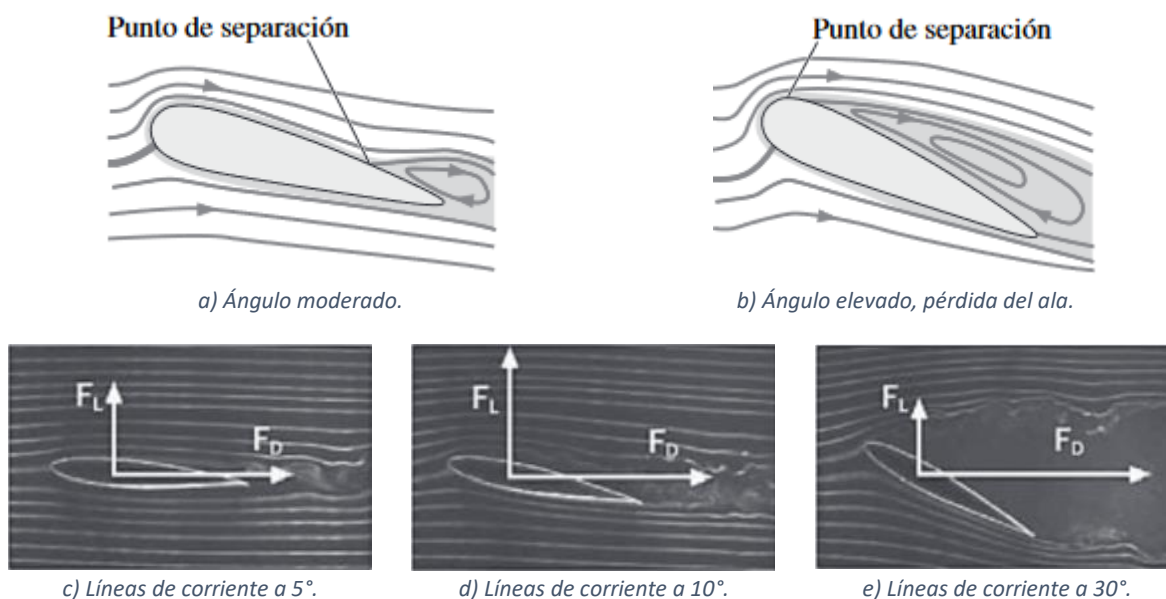 Punto de separación
Punto de separación
a) Ángulo moderado.
b) Ángulo elevado, pérdida del ala.
F_L
F_D
F_L
F_D
F_L
F_D
c) Líneas de corriente a 5°.
d) Líneas de corriente a 10°.
e) Líneas de corriente a 30°.